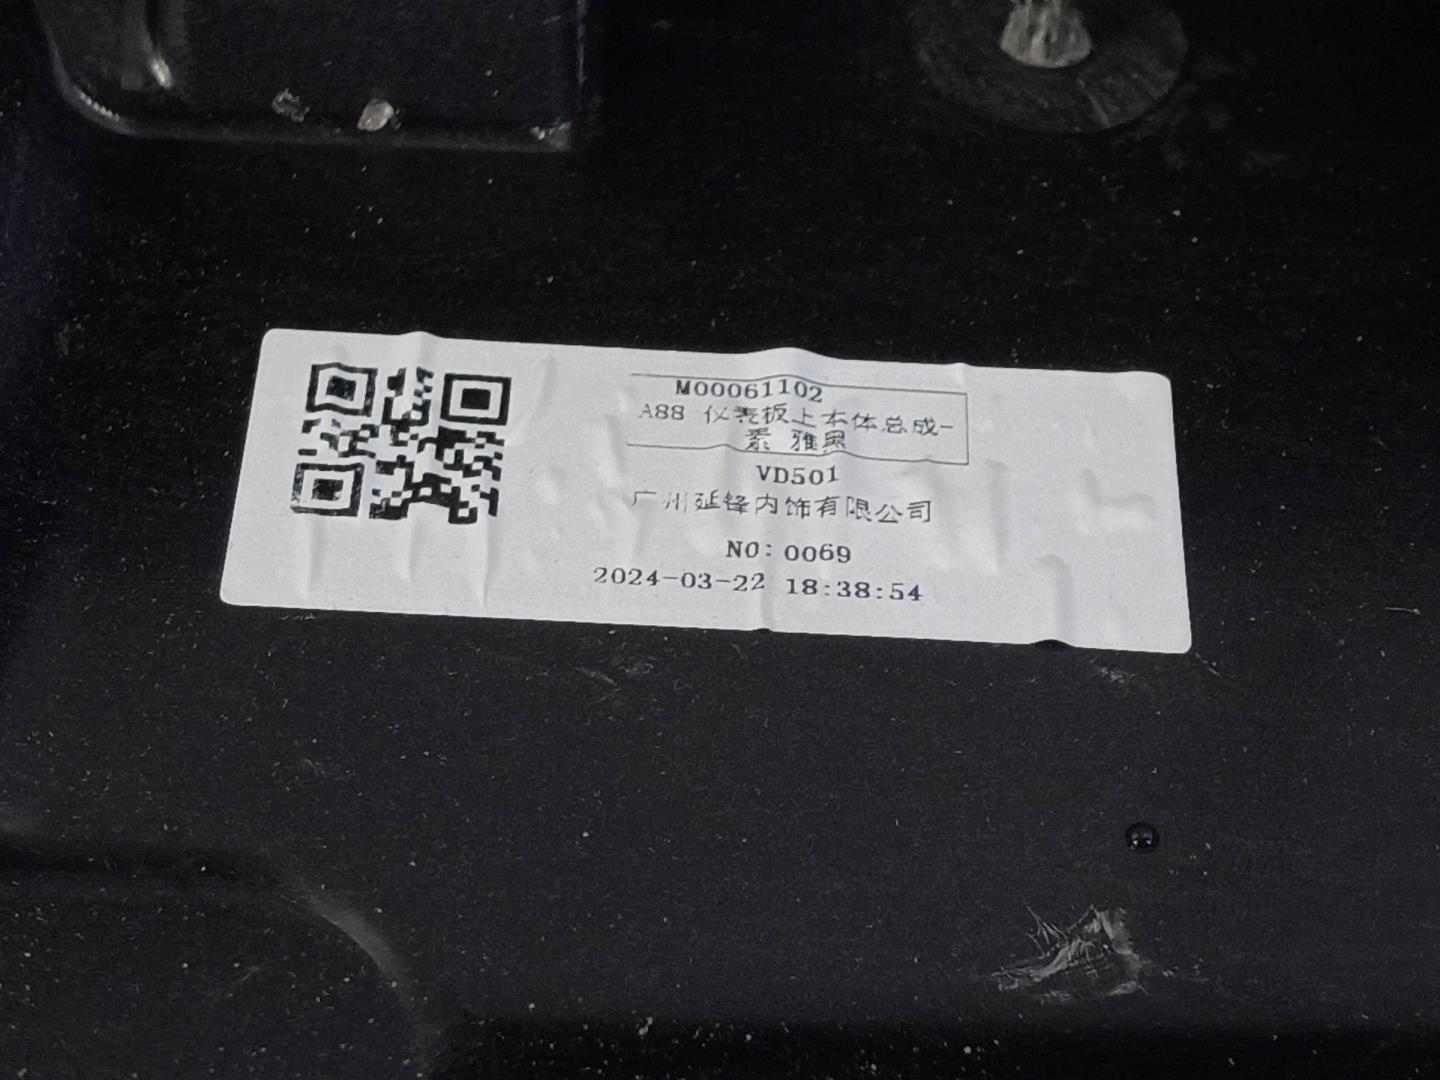 M00061102
A88 仪表板上本体总成-
素 雅黑
VD501
广州延锋内饰有限公司
NO: 0069
2024-03-22 18:38:54